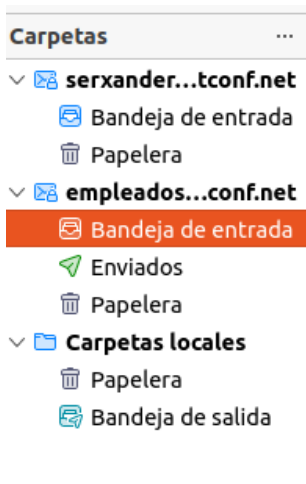 Carpetas ...
serxander...tconf.net
Bandeja de entrada
Papelera
empleados...conf.net
Bandeja de entrada
Enviados
Papelera
Carpetas locales
Papelera
Bandeja de salida